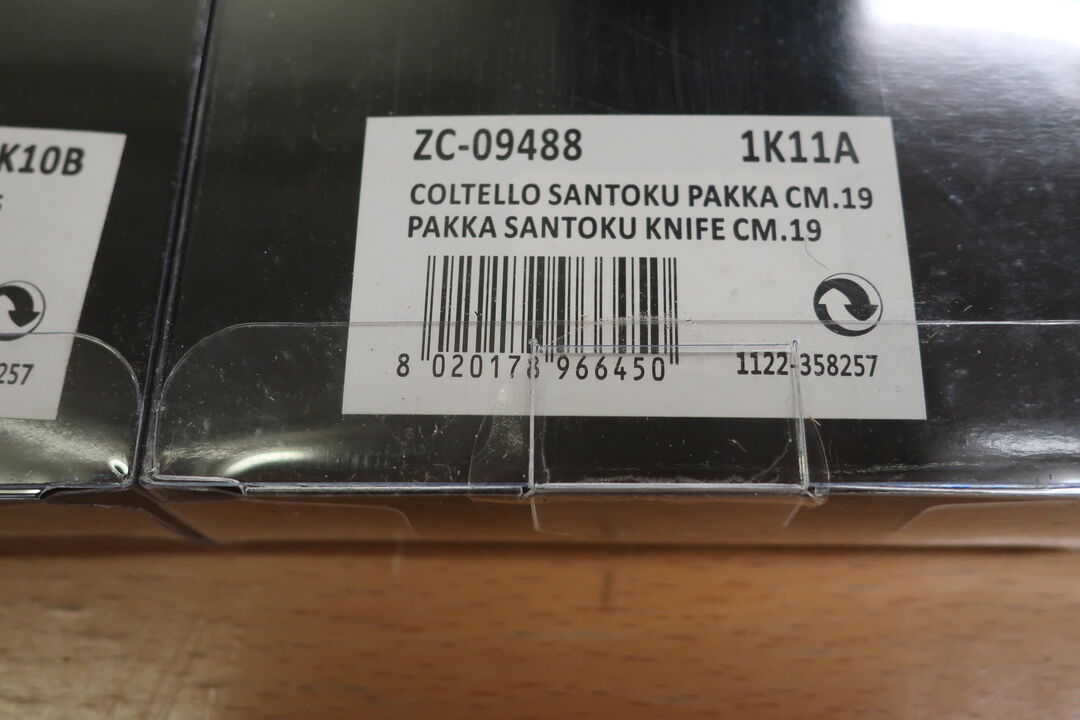 K10B
ZC-09488 1K11A
COLTELLO SANTOKU PAKKA CM.19
PAKKA SANTOKU KNIFE CM.19
8 020178 966450 1122-358257
257